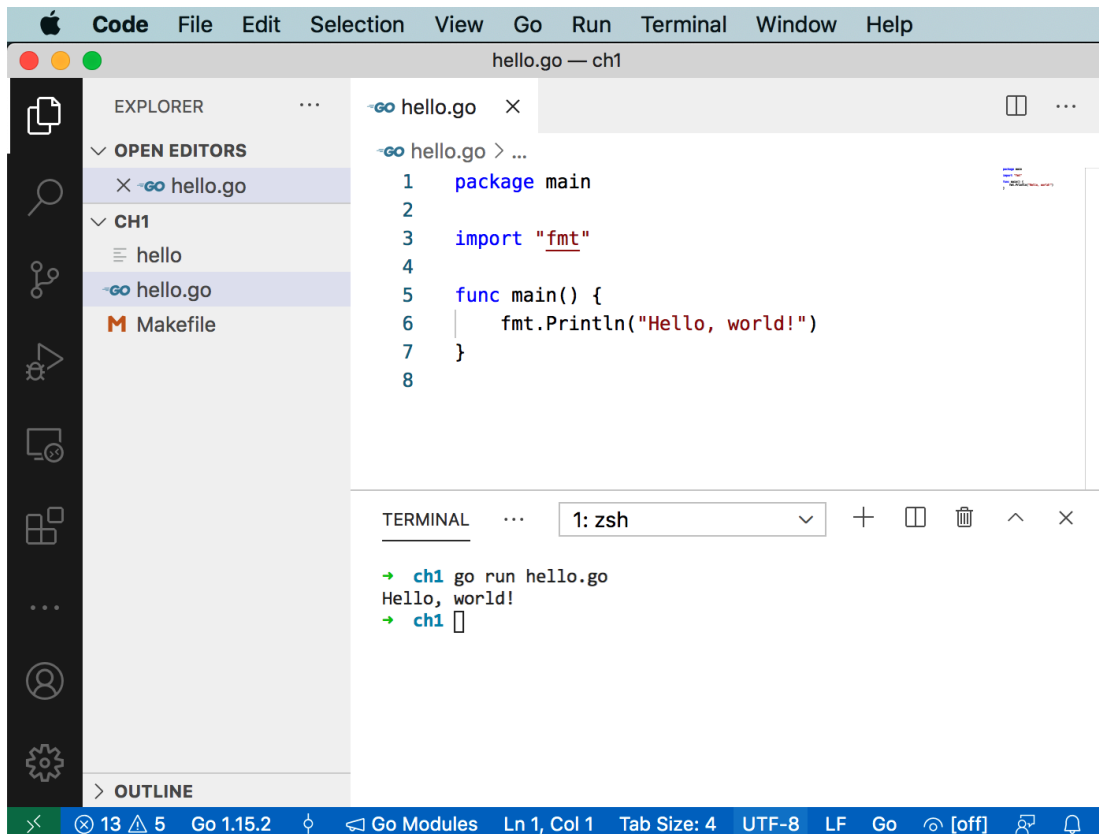 Code File Edit Selection View Go Run Terminal Window Help
hello.go — ch1
EXPLORER ...
OPEN EDITORS
GO hello.go
CH1
hello
GO hello.go
M Makefile
OUTLINE
GO hello.go
GO hello.go > ...
1 package main
2
3 import "fmt"
4
5 func main() {
6 fmt.Println("Hello, world!")
7 }
8
TERMINAL ... 1: zsh
→ ch1 go run hello.go
Hello, world!
→ ch1
13 5 Go 1.15.2 Go Modules Ln 1, Col 1 Tab Size: 4 UTF-8 LF Go [off]